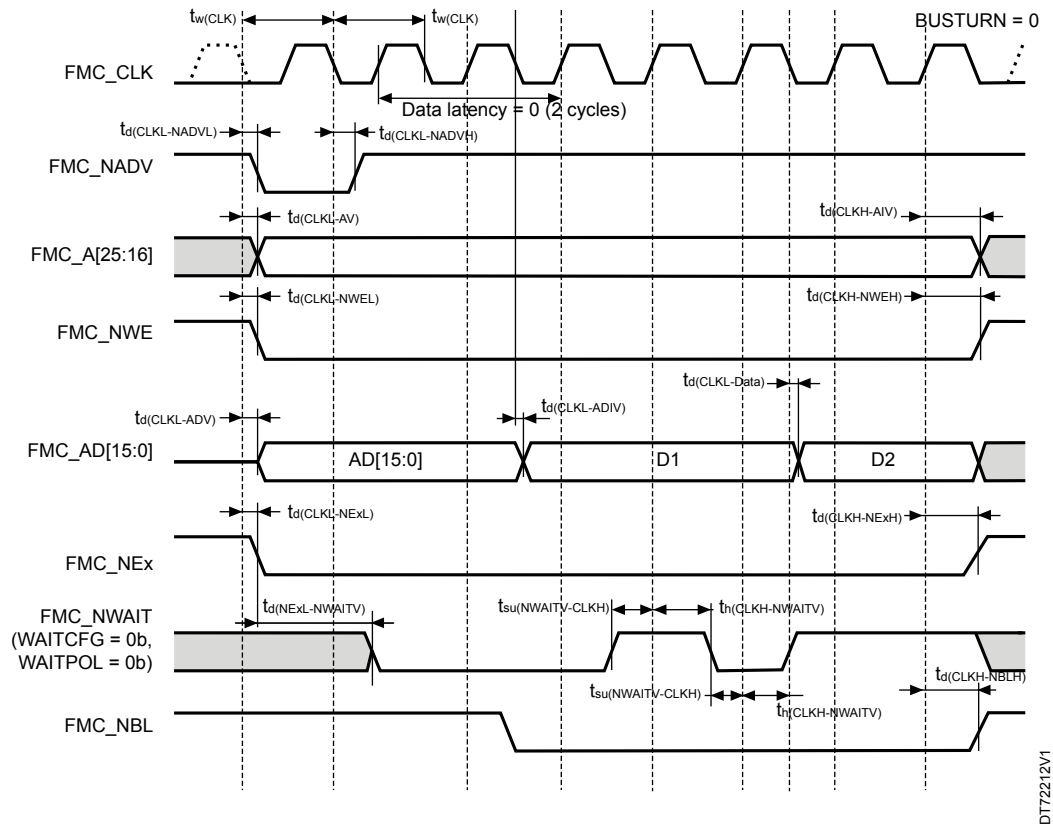 tw(CLK)
tw(CLK)
BUSTURN = 0
FMC_CLK
Data latency = 0 (2 cycles)
td(CLKL-NADVL)
td(CLKL-NADVH)
FMC_NADV
td(CLKL-AV)
td(CLKH-AIV)
FMC_A[25:16]
td(CLKL-NWEL)
td(CLKH-NWEH)
FMC_NWE
td(CLKL-Data)
td(CLKL-ADV)
td(CLKL-ADIV)
FMC_AD[15:0]
AD[15:0]
D1
D2
td(CLKL-NExL)
td(CLKH-NExH)
FMC_NEx
td(NExL-NWAITV)
tsu(NWAITV-CLKH)
th(CLKH-NWAITV)
FMC_NWAIT
(WAITCFG = 0b,
WAITPOL = 0b)
tsu(NWAITV-CLKH)
th(CLKH-NWAITV)
td(CLKH-NBLH)
FMC_NBL
DT72212V1